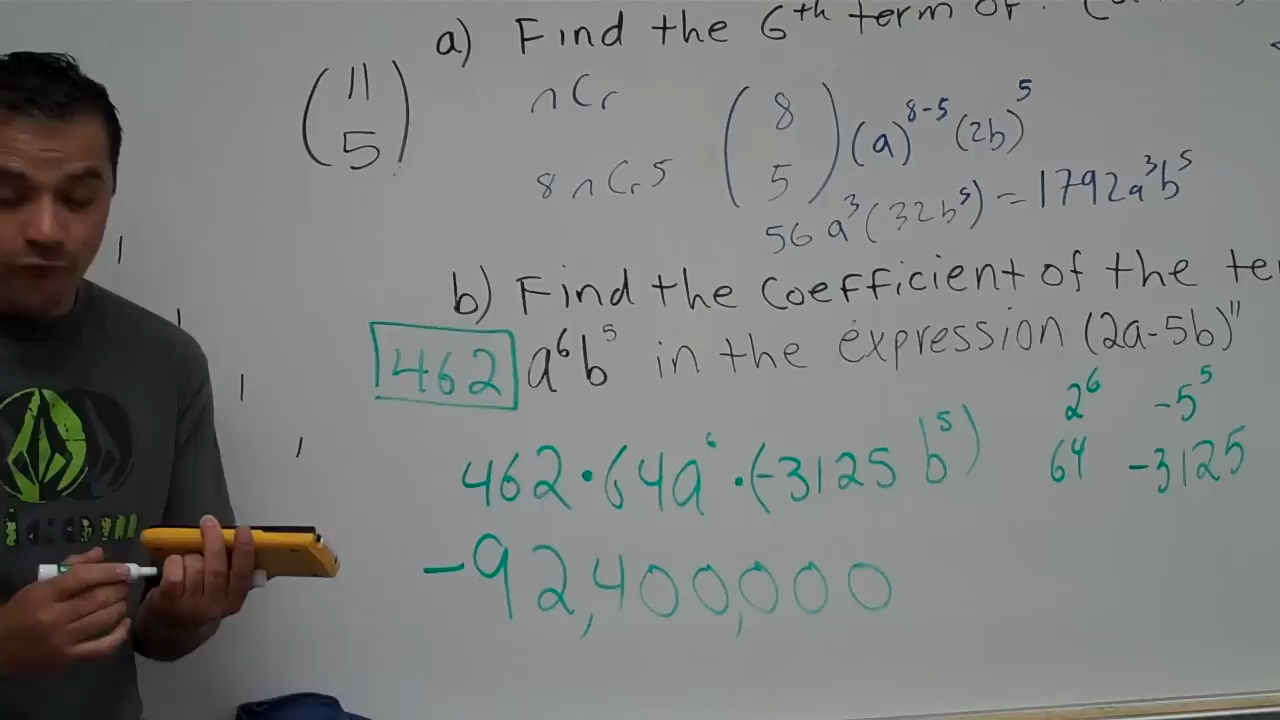 a) Find the 6th term of: (
(11 5)
nCr
(8 5)(a)^8-5 (2b)^5
8 nCr 5
56 a^3 (32b^5) = 1792a^3b^5
b) Find the coefficient of the
462 a^6b^5 in the expression (2a-5b)^11
2^6 -5^5
462 · (64a^6 · (-3125 b^5)
64 -3125
-92,400,000